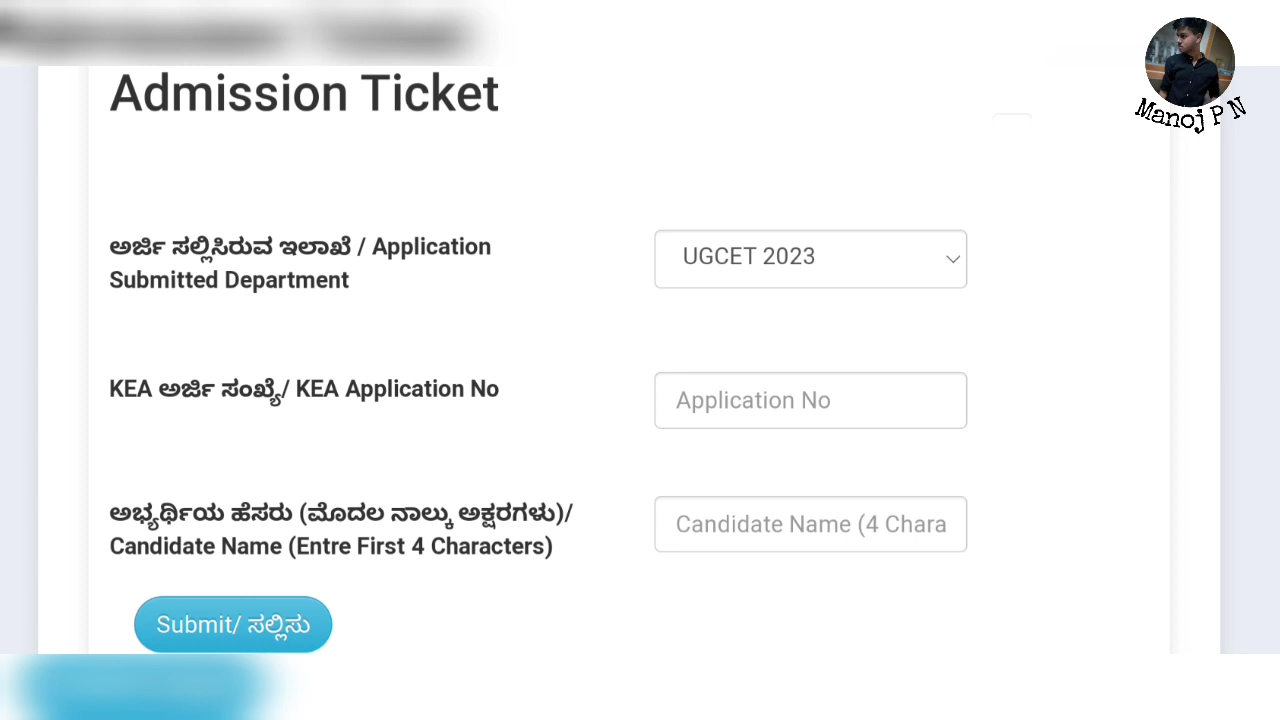 Admission Ticket
Manoj P N
ಅರ್ಜಿ ಸಲ್ಲಿಸಿರುವ ಇಲಾಖೆ / Application
Submitted Department
UGCET 2023
KEA ಅರ್ಜಿ ಸಂಖ್ಯೆ/ KEA Application No
Application No
ಅಭ್ಯರ್ಥಿಯ ಹೆಸರು (ಮೊದಲ ನಾಲ್ಕು ಅಕ್ಷರಗಳು)/
Candidate Name (Entre First 4 Characters)
Candidate Name (4 Chara
Submit/ ಸಲ್ಲಿಸು